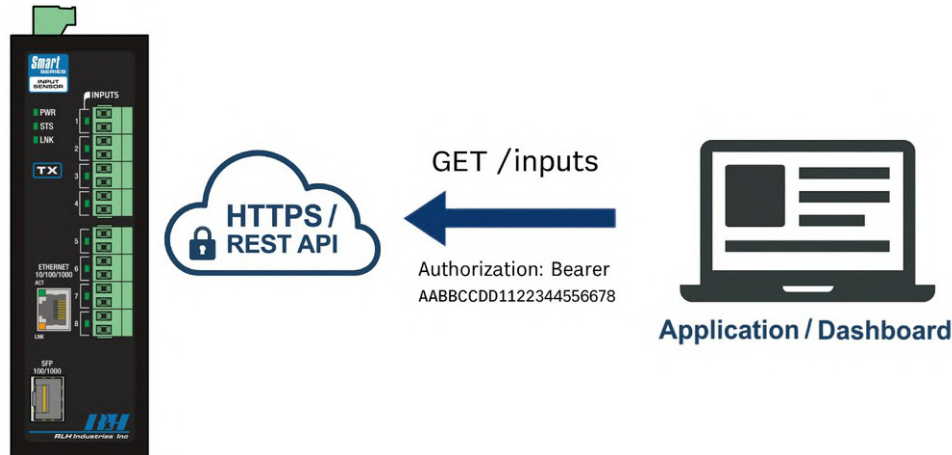 Smart
SERIES
INPUT
SENSOR
INPUTS
PWR
STS
LNK
TX
1
2
3
4
5
6
7
8
ETHERNET
10/100/1000
ACT
LNK
SFP
100/1000
RLH
RLH Industries Inc
HTTPS /
REST API
GET /inputs
Authorization: Bearer
AABBCCDD1122344556678
Application / Dashboard